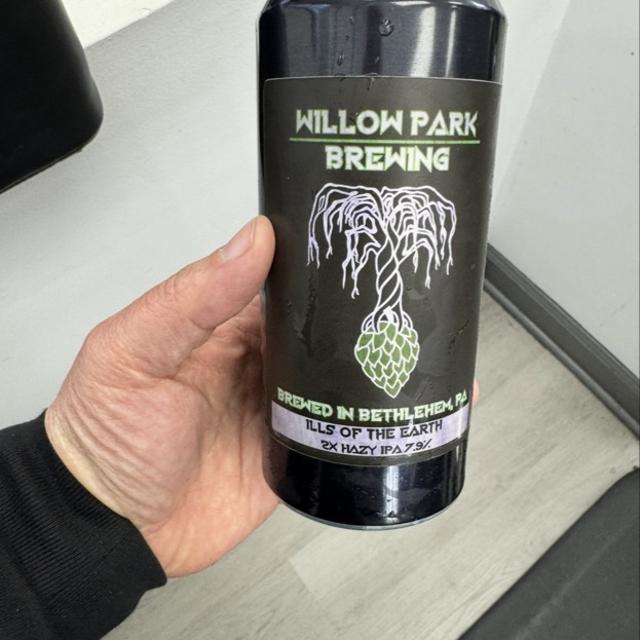 WILLOW PARK
BREWING
BREWED IN BETHLEHEM, PA
ILLS OF THE EARTH
2X HAZY IPA 7.9%